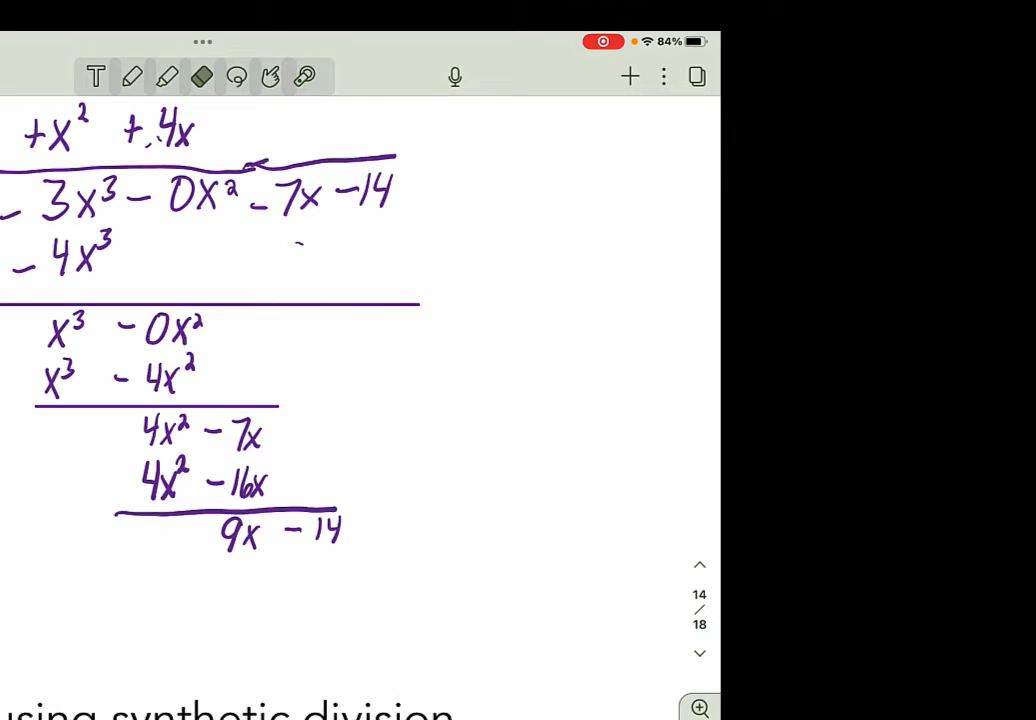 84%
T
+x² + 4x
- 3x³ - 0x² - 7x - 14
- 4x³
x³ - 0x²
x³ - 4x²
4x² - 7x
4x² - 16x
9x - 14
14
/
18
using synthetic division